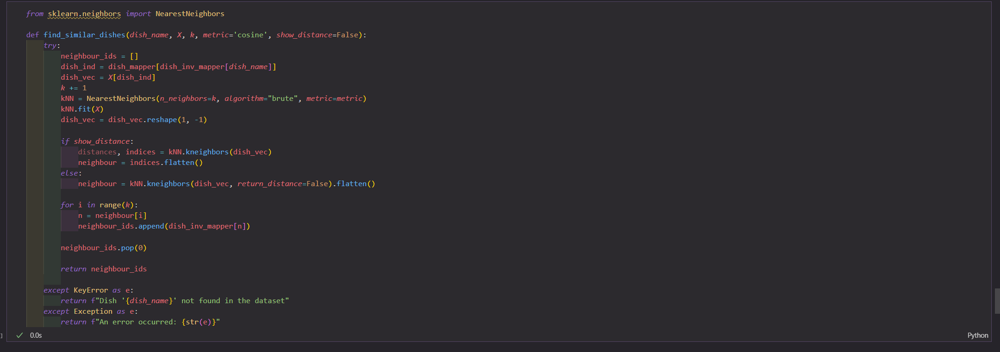 from sklearn.neighbors import NearestNeighbors
def find_similar_dishes(dish_name, X, k, metric='cosine', show_distance=False):
try:
neighbour_ids = []
dish_ind = dish_mapper[dish_inv_mapper[dish_name]]
dish_vec = X[dish_ind]
k += 1
kNN = NearestNeighbors(n_neighbors=k, algorithm="brute", metric=metric)
kNN.fit(X)
dish_vec = dish_vec.reshape(1, -1)
if show_distance:
distances, indices = kNN.kneighbors(dish_vec)
neighbour = indices.flatten()
else:
neighbour = kNN.kneighbors(dish_vec, return_distance=False).flatten()
for i in range(k):
n = neighbour[i]
neighbour_ids.append(dish_inv_mapper[n])
neighbour_ids.pop(0)
return neighbour_ids
except KeyError as e:
return f"Dish '{dish_name}' not found in the dataset"
except Exception as e:
return f"An error occurred: {str(e)}"
] ✓ 0.0s Python